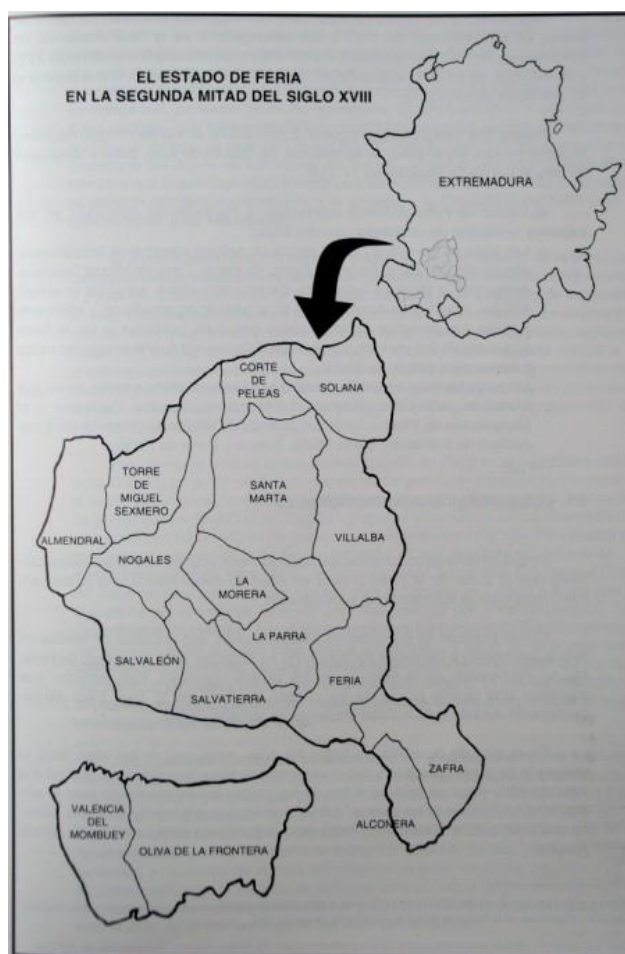 EL ESTADO DE FERIA
EN LA SEGUNDA MITAD DEL SIGLO XVIII
EXTREMADURA
CORTE
DE
PELEAS
SOLANA
TORRE
DE
MIGUEL
SEXMERO
SANTA
MARTA
ALMENDRAL
VILLALBA
NOGALES
LA
MORERA
LA PARRA
SALVALEÓN
FERIA
SALVATIERRA
ZAFRA
VALENCIA
DEL
MOMBUEY
ALCONERA
OLIVA DE LA FRONTERA